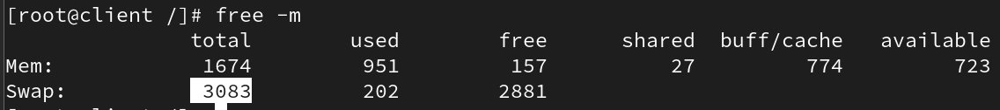 [root@client /]# free -m
total used free shared buff/cache available
Mem: 1674 951 157 27 774 723
Swap: 3083 202 2881